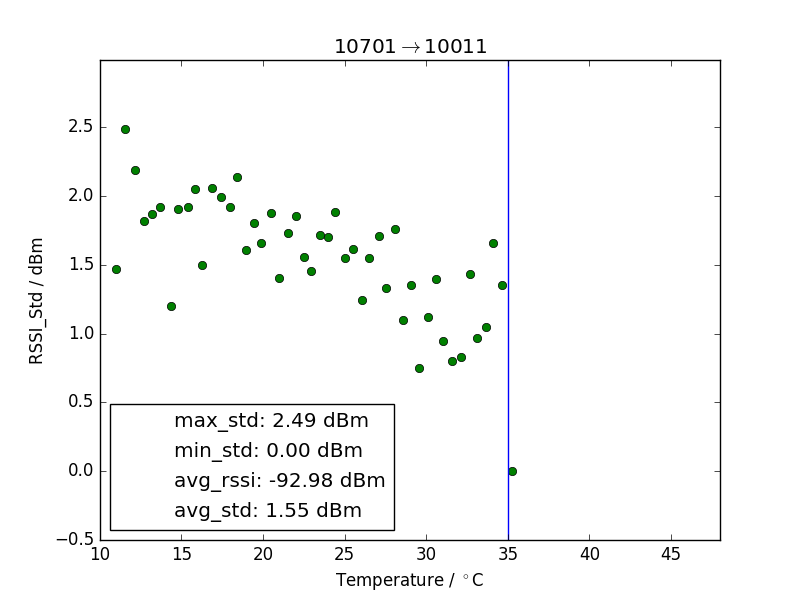 10701→10011
RSSI_Std / dBm
2.5
2.0
1.5
1.0
0.5
0.0
−0.5
max_std: 2.49 dBm
min_std: 0.00 dBm
avg_rssi: -92.98 dBm
avg_std: 1.55 dBm
10 15 20 25 30 35 40 45
Temperature / °C